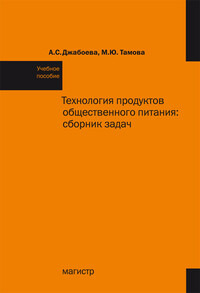 А.С.Джабоева, М.Ю. Тамова
Учебное
пособие
Технология продуктов
общественного питания:
сборник задач
магистр